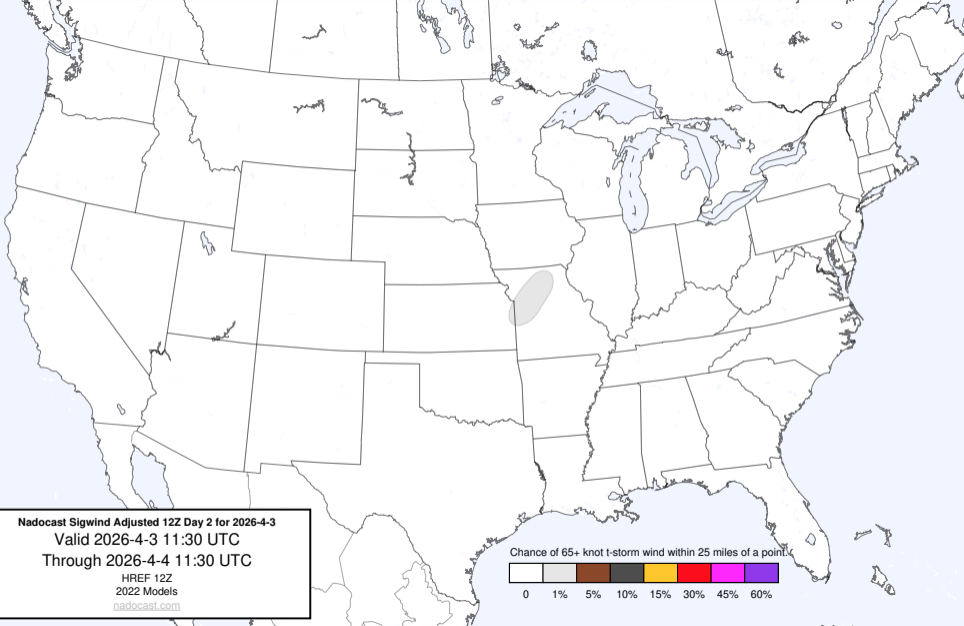 Nadocast Sigwind Adjusted 12Z Day 2 for 2026-4-3
Valid 2026-4-3 11:30 UTC
Through 2026-4-4 11:30 UTC
HREF 12Z
2022 Models
nadocast.com
Chance of 65+ knot t-storm wind within 25 miles of a point.
0 1% 5% 10% 15% 30% 45% 60%